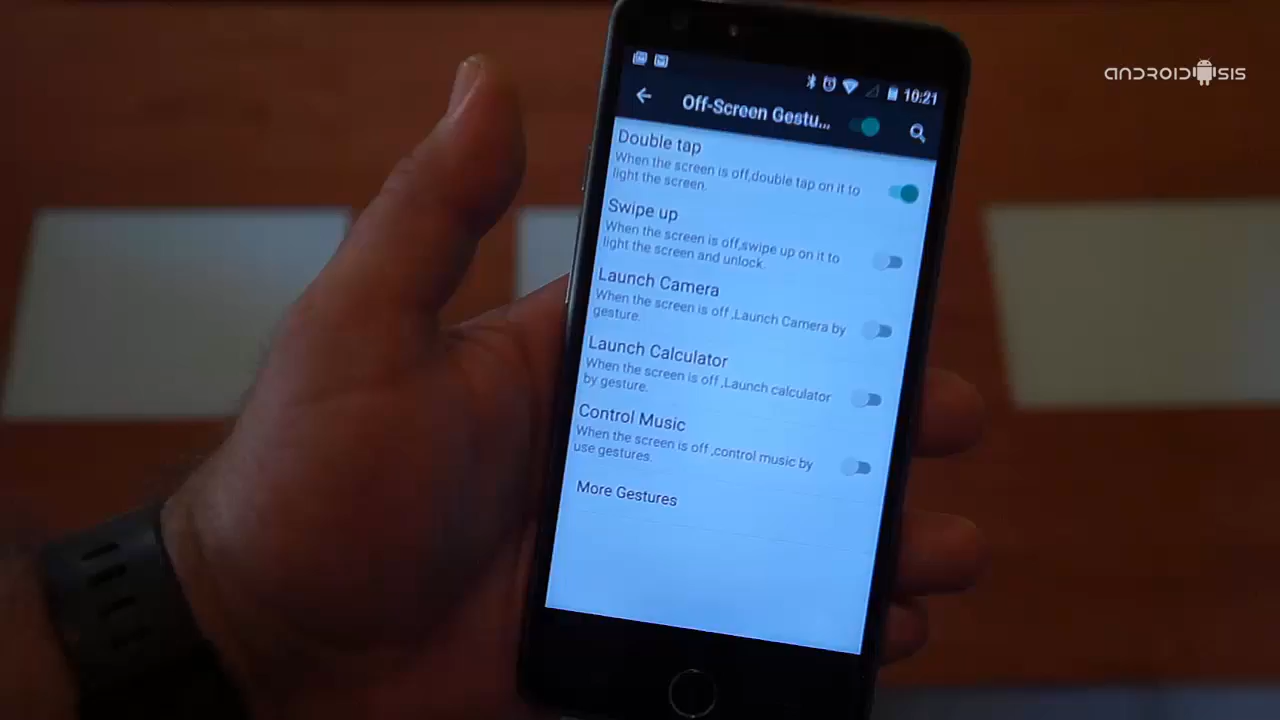 ANDROIDSIS
10:21
Off-Screen Gestu...
Double tap
When the screen is off,double tap on it to
light the screen.
Swipe up
When the screen is off,swipe up on it to
light the screen and unlock.
Launch Camera
When the screen is off ,Launch Camera by
gesture.
Launch Calculator
When the screen is off ,Launch calculator
by gesture.
Control Music
When the screen is off ,control music by
use gestures.
More Gestures